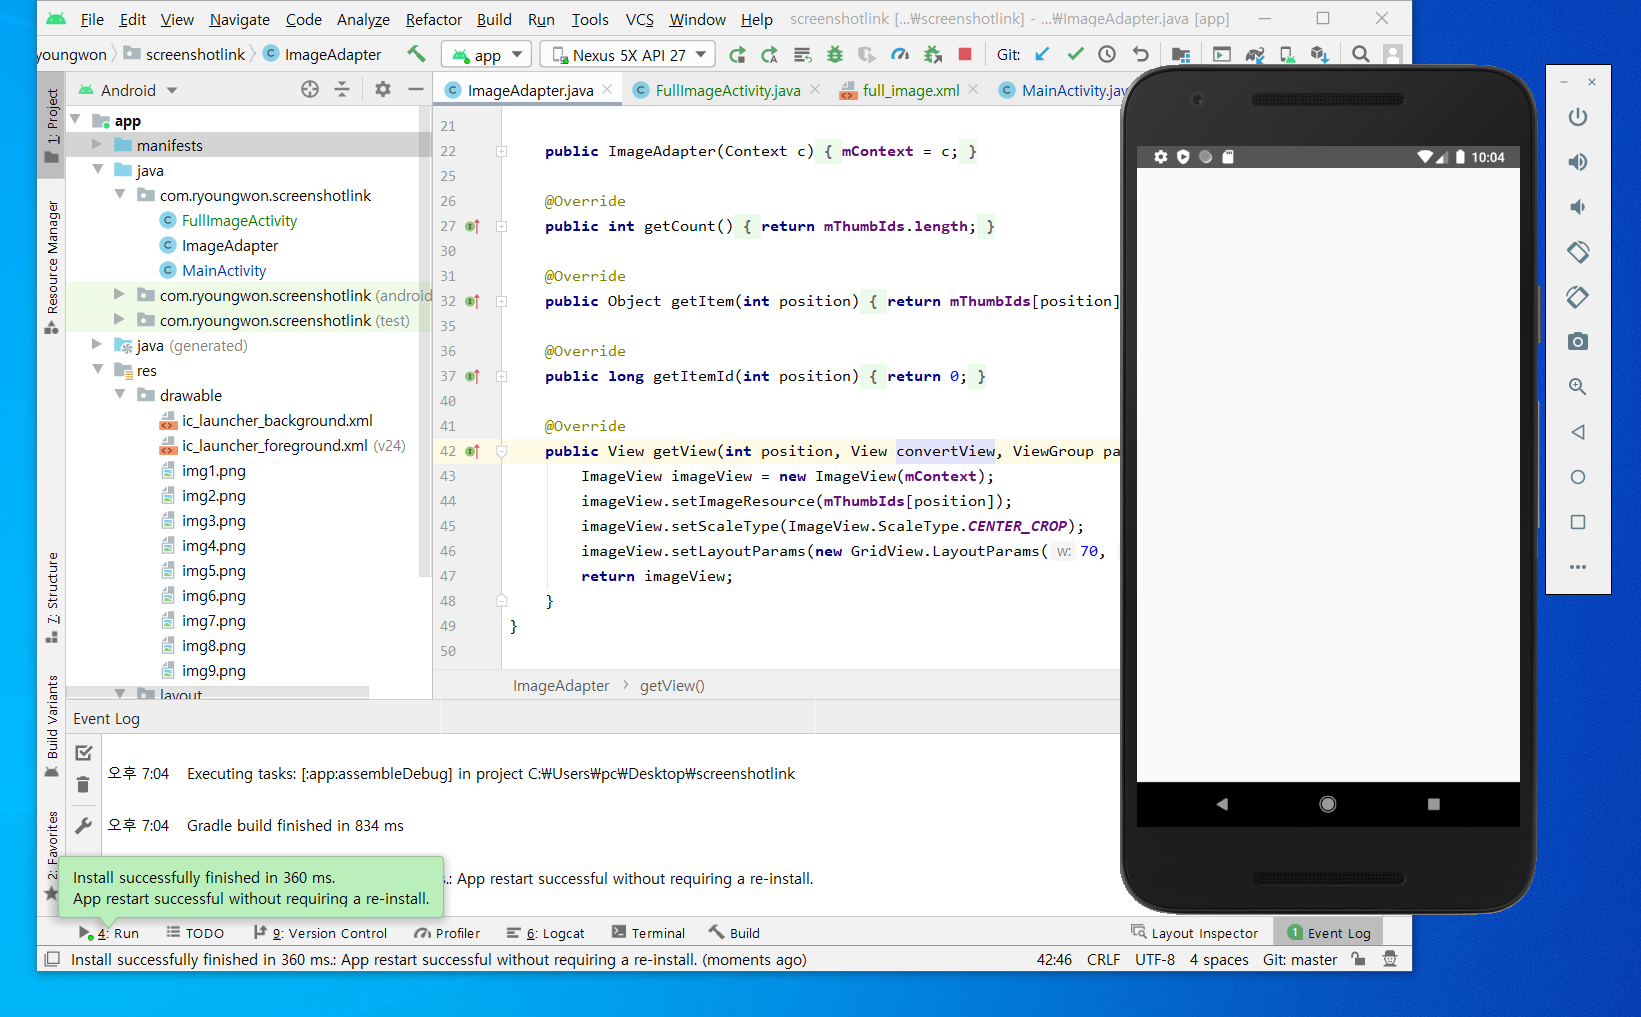 File Edit View Navigate Code Analyze Refactor Build Run Tools VCS Window Help screenshotlink [...₩screenshotlink] - ...₩ImageAdapter.java [app]
youngwon screenshotlink ImageAdapter app Nexus 5X API 27 Git:
Android
ImageAdapter.java FullImageActivity.java full_image.xml MainActivity.jav
1: Project
Resource Manager
7: Structure
Build Variants
2: Favorites
app
manifests
java
com.ryoungwon.screenshotlink
FullImageActivity
ImageAdapter
MainActivity
com.ryoungwon.screenshotlink (android
com.ryoungwon.screenshotlink (test)
java (generated)
res
drawable
ic_launcher_background.xml
ic_launcher_foreground.xml (v24)
img1.png
img2.png
img3.png
img4.png
img5.png
img6.png
img7.png
img8.png
img9.png
layout
21
22 public ImageAdapter(Context c) { mContext = c; }
25
26 @Override
27 public int getCount() { return mThumbIds.length; }
30
31 @Override
32 public Object getItem(int position) { return mThumbIds[position]
35
36 @Override
37 public long getItemId(int position) { return 0; }
40
41 @Override
42 public View getView(int position, View convertView, ViewGroup pa
43 ImageView imageView = new ImageView(mContext);
44 imageView.setImageResource(mThumbIds[position]);
45 imageView.setScaleType(ImageView.ScaleType.CENTER_CROP);
46 imageView.setLayoutParams(new GridView.LayoutParams( w: 70,
47 return imageView;
48 }
49 }
50
ImageAdapter › getView()
10:04
Event Log
오후 7:04 Executing tasks: [:app:assembleDebug] in project C:₩Users₩pc₩Desktop₩screenshotlink
오후 7:04 Gradle build finished in 834 ms
.: App restart successful without requiring a re-install.
Install successfully finished in 360 ms.
App restart successful without requiring a re-install.
4: Run TODO 9: Version Control Profiler 6: Logcat Terminal Build Layout Inspector 1 Event Log
Install successfully finished in 360 ms.: App restart successful without requiring a re-install. (moments ago) 42:46 CRLF UTF-8 4 spaces Git: master